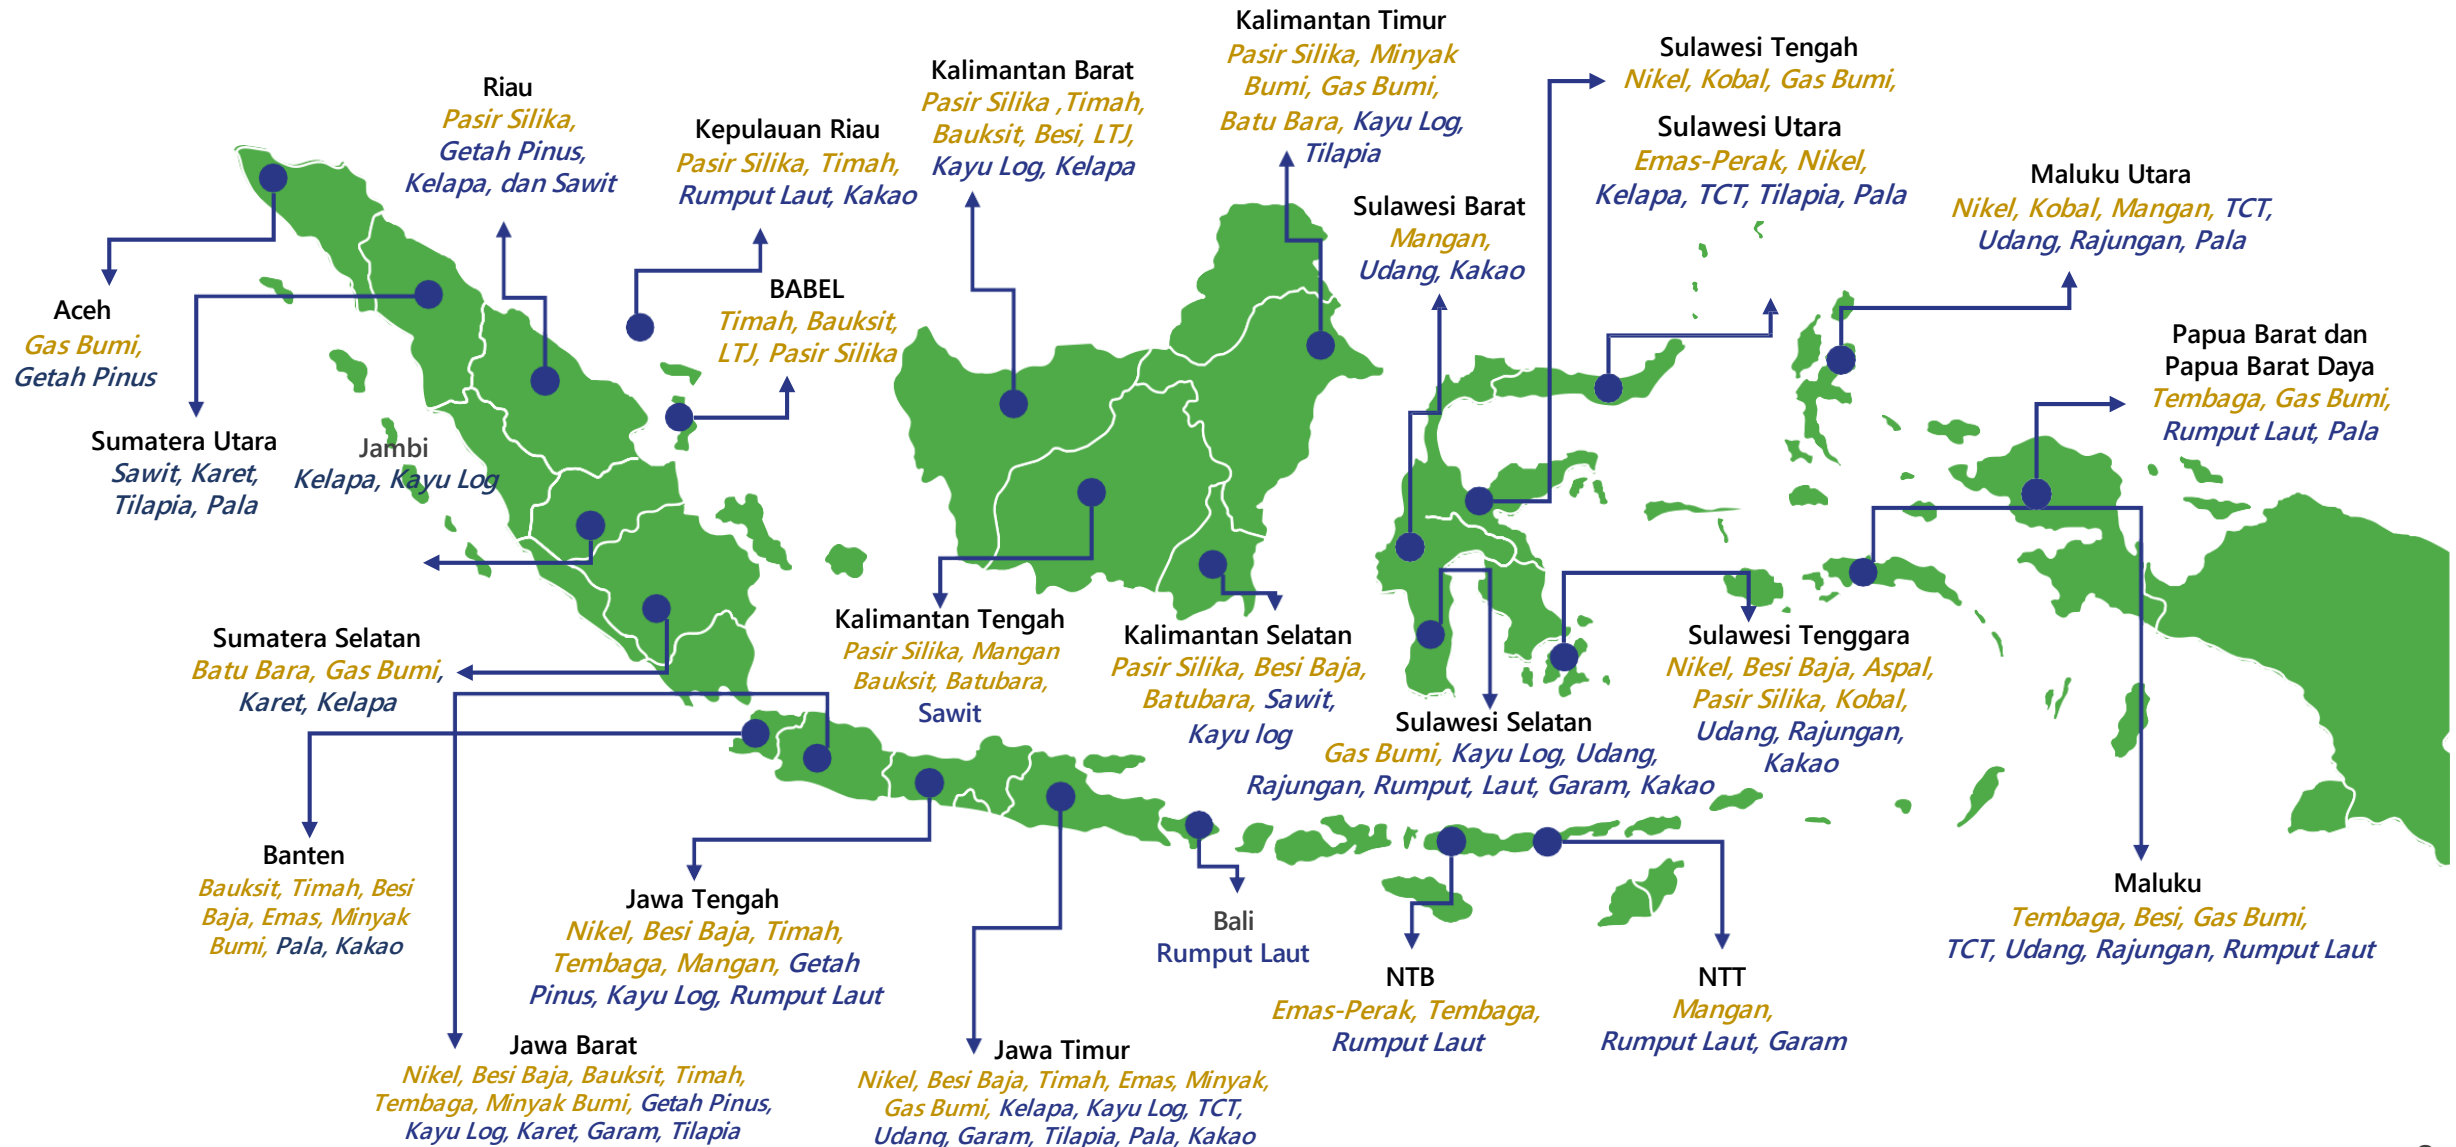 Kalimantan Timur
Pasir Silika, Minyak
Bumi, Gas Bumi,
Batu Bara, Kayu Log,
Tilapia
Sulawesi Tengah
Nikel, Kobal, Gas Bumi,
Kalimantan Barat
Pasir Silika ,Timah,
Bauksit, Besi, LTJ,
Kayu Log, Kelapa
Riau
Pasir Silika,
Getah Pinus,
Kelapa, dan Sawit
Kepulauan Riau
Pasir Silika, Timah,
Rumput Laut, Kakao
Sulawesi Utara
Emas-Perak, Nikel,
Kelapa, TCT, Tilapia, Pala
Maluku Utara
Nikel, Kobal, Mangan, TCT,
Udang, Rajungan, Pala
Sulawesi Barat
Mangan,
Udang, Kakao
BABEL
Timah, Bauksit,
LTJ, Pasir Silika
Aceh
Gas Bumi,
Getah Pinus
Papua Barat dan
Papua Barat Daya
Tembaga, Gas Bumi,
Rumput Laut, Pala
Sumatera Utara
Sawit, Karet,
Tilapia, Pala
Jambi
Kelapa, Kayu Log
Sumatera Selatan
Batu Bara, Gas Bumi,
Karet, Kelapa
Kalimantan Tengah
Pasir Silika, Mangan
Bauksit, Batubara,
Sawit
Kalimantan Selatan
Pasir Silika, Besi Baja,
Batubara, Sawit,
Kayu log
Sulawesi Selatan
Gas Bumi, Kayu Log, Udang,
Rajungan, Rumput, Laut, Garam, Kakao
Sulawesi Tenggara
Nikel, Besi Baja, Aspal,
Pasir Silika, Kobal,
Udang, Rajungan,
Kakao
Banten
Bauksit, Timah, Besi
Baja, Emas, Minyak
Bumi, Pala, Kakao
Jawa Tengah
Nikel, Besi Baja, Timah,
Tembaga, Mangan, Getah
Pinus, Kayu Log, Rumput Laut
Bali
Rumput Laut
Maluku
Tembaga, Besi, Gas Bumi,
TCT, Udang, Rajungan, Rumput Laut
NTB
Emas-Perak, Tembaga,
Rumput Laut
NTT
Mangan,
Rumput Laut, Garam
Jawa Barat
Nikel, Besi Baja, Bauksit, Timah,
Tembaga, Minyak Bumi, Getah Pinus,
Kayu Log, Karet, Garam, Tilapia
Jawa Timur
Nikel, Besi Baja, Timah, Emas, Minyak,
Gas Bumi, Kelapa, Kayu Log, TCT,
Udang, Garam, Tilapia, Pala, Kakao